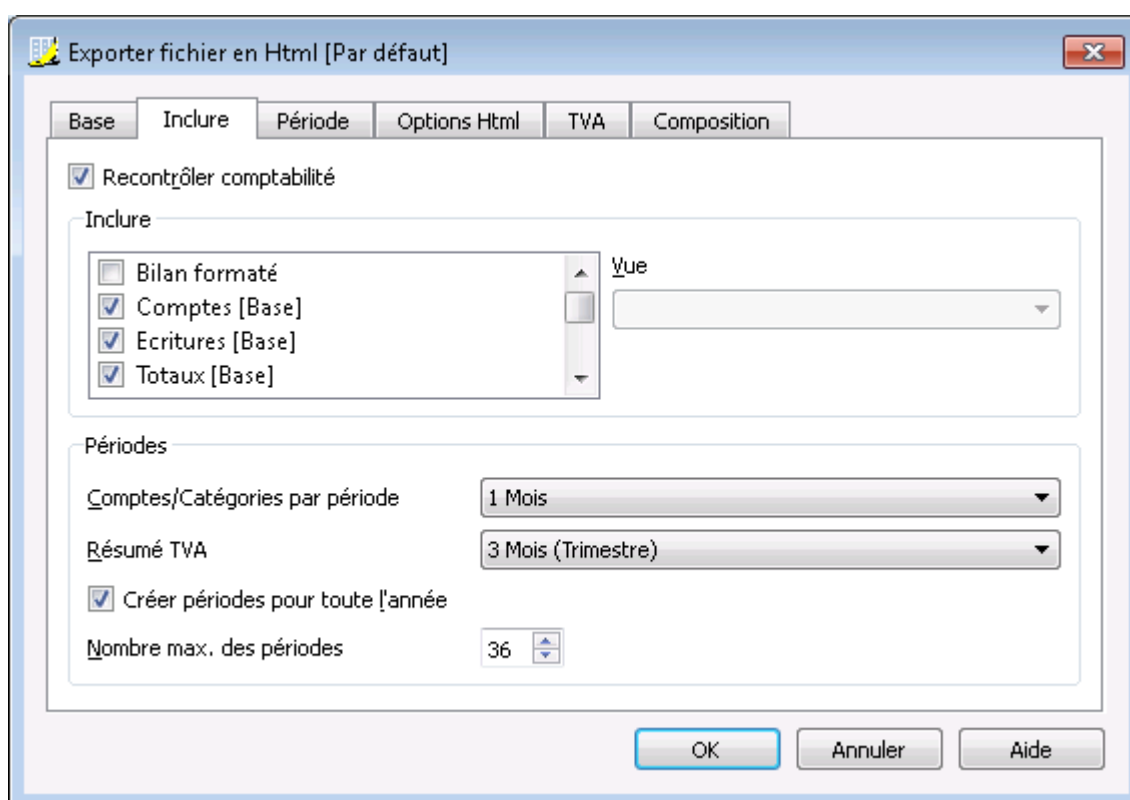 Exporter fichier en Html [Par défaut]
Base Inclure Période Options Html TVA Composition
Recontrôler comptabilité
Inclure
Bilan formaté
Vue
Comptes [Base]
Ecritures [Base]
Totaux [Base]
Périodes
Comptes/Catégories par période 1 Mois
Résumé TVA 3 Mois (Trimestre)
Créer périodes pour toute l'année
Nombre max. des périodes 36
OK Annuler Aide